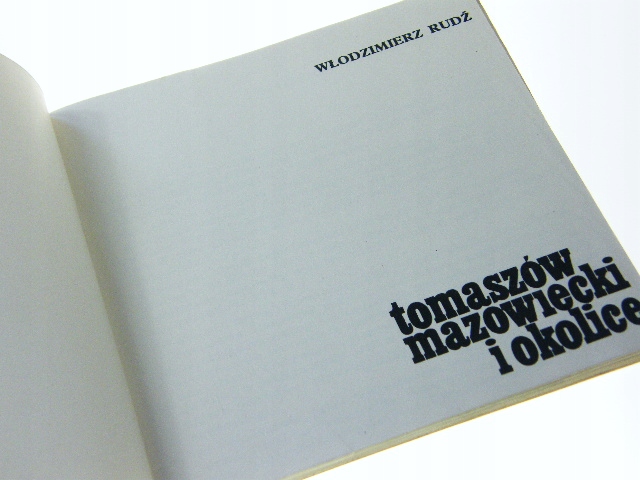 WŁODZIMIERZ RUDŹ
tomaszów
mazowiecki
i okolice